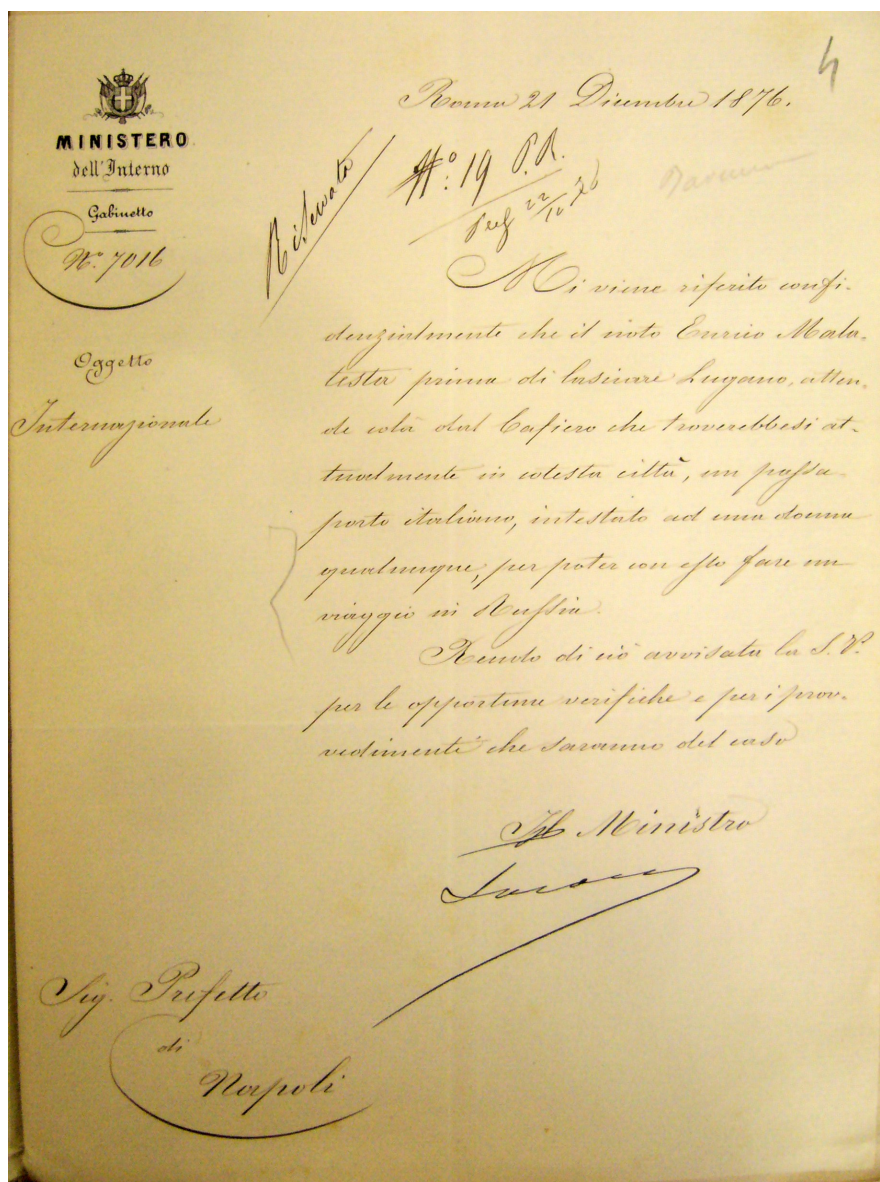 4
Roma 21 Dicembre 1876.
MINISTERO
dell'Interno
Gabinetto
N.º 7016
Riservata
N.º 19 P. R.
22/12 76
Oggetto
Internazionale
Mi viene riferito confi-
denzialmente che il noto Enrico Mala-
testa prima di lasciare Lugano, atten-
de colà dal Cafiero che troverebbesi at-
tualmente in codesta città, un passa
porto italiano, intestato ad una donna
qualunque, per poter con esso fare un
viaggio in Russia.
Rendo di ciò avvisata la S. V.
per le opportune verifiche e per i prov-
vedimenti che saranno del caso
Il Ministro
Sig. Prefetto
di
Napoli